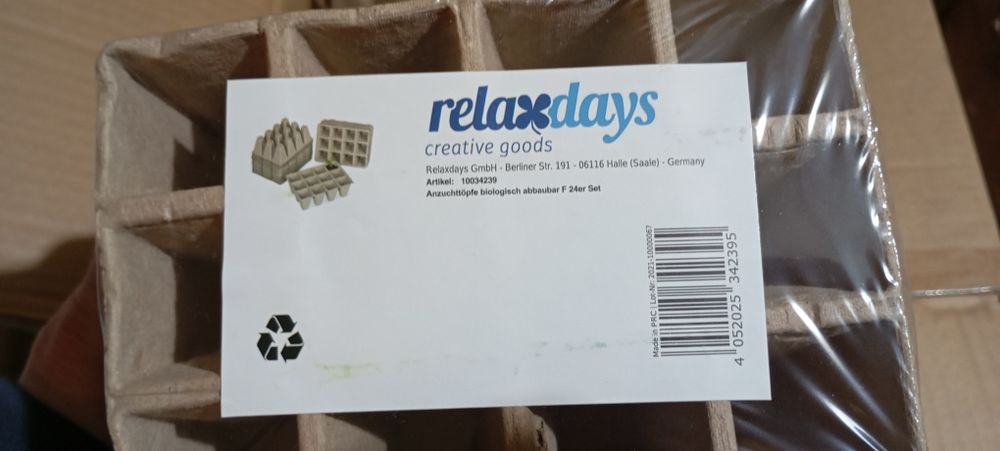 relaxdays
creative goods
Relaxdays GmbH - Berliner Str. 191 - 06116 Halle (Saale) - Germany
Artikel: 10034239
Anzuchttöpfe biologisch abbaubar F 24er Set
Made in PRC | Lot-Nr: 2021-10000067
4 052025 342395